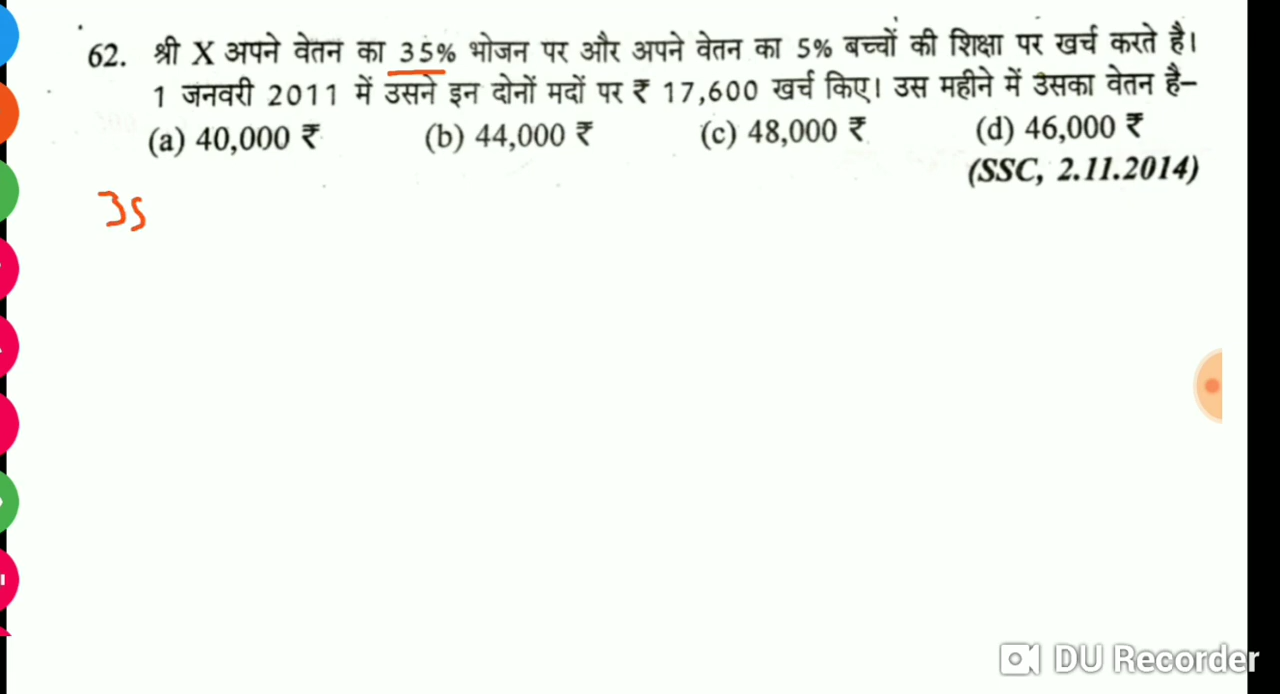 62. श्री X अपने वेतन का 35% भोजन पर और अपने वेतन का 5% बच्चों की शिक्षा पर खर्च करते है।
1 जनवरी 2011 में उसने इन दोनों मदों पर ₹ 17,600 खर्च किए। उस महीने में उसका वेतन है–
(a) 40,000 ₹ (b) 44,000 ₹ (c) 48,000 ₹ (d) 46,000 ₹
(SSC, 2.11.2014)
35
DU Recorder